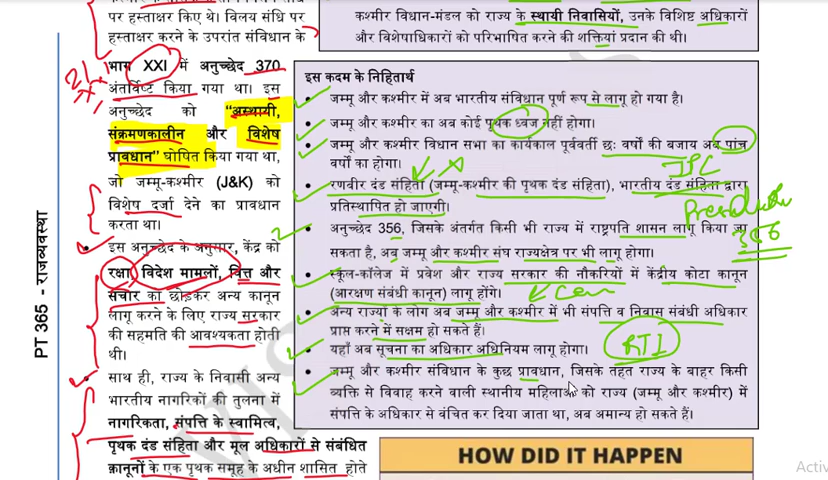 पर हस्ताक्षर किए थे। विलय संधि पर
हस्ताक्षर करने के उपरांत संविधान के
भाग XXI में अनुच्छेद 370
अंतर्विष्ट किया गया था। इस
अनुच्छेद को "अस्थायी,
संक्रमणकालीन और विशेष
प्रावधान" घोषित किया गया था,
जो जम्मू-कश्मीर (J&K) को
विशेष दर्जा देने का प्रावधान
करता था।
इस अनुच्छेद के अनुसार, केंद्र को
रक्षा, विदेश मामलों, वित्त और
संचार को छोड़कर अन्य कानून
लागू करने के लिए राज्य सरकार
की सहमति की आवश्यकता होती
थी।
साथ ही, राज्य के निवासी अन्य
भारतीय नागरिकों की तुलना में
नागरिकता, संपत्ति के स्वामित्व,
पृथक दंड संहिता और मूल अधिकारों से संबंधित
क़ानूनों के एक पृथक समूह के अधीन शासित होते
कश्मीर विधान-मंडल को राज्य के स्थायी निवासियों, उनके विशिष्ट अधिकारों
और विशेषाधिकारों को परिभाषित करने की शक्तियां प्रदान की थी।
इस कदम के निहितार्थ
• जम्मू और कश्मीर में अब भारतीय संविधान पूर्ण रूप से लागू हो गया है।
• जम्मू और कश्मीर का अब कोई पृथक ध्वज नहीं होगा।
• जम्मू और कश्मीर विधान सभा का कार्यकाल पूर्ववर्ती छः वर्षों की बजाय अब पांच
वर्षों का होगा।
• रणवीर दंड संहिता (जम्मू-कश्मीर की पृथक दंड संहिता), भारतीय दंड संहिता द्वारा
प्रतिस्थापित हो जाएगी।
• अनुच्छेद 356, जिसके अंतर्गत किसी भी राज्य में राष्ट्रपति शासन लागू किया जा
सकता है, अब जम्मू और कश्मीर संघ राज्यक्षेत्र पर भी लागू होगा।
• स्कूल-कॉलेज में प्रवेश और राज्य सरकार की नौकरियों में केंद्रीय कोटा कानून
(आरक्षण संबंधी कानून) लागू होंगे।
• अन्य राज्यों के लोग अब जम्मू और कश्मीर में भी संपत्ति व निवास संबंधी अधिकार
प्राप्त करने में सक्षम हो सकते हैं।
• यहाँ अब सूचना का अधिकार अधिनियम लागू होगा।
• जम्मू और कश्मीर संविधान के कुछ प्रावधान, जिसके तहत राज्य के बाहर किसी
व्यक्ति से विवाह करने वाली स्थानीय महिलाओं को राज्य (जम्मू और कश्मीर) में
संपत्ति के अधिकार से वंचित कर दिया जाता था, अब अमान्य हो सकते हैं।
IPC
356
RTI
HOW DID IT HAPPEN
PT 365 - राजव्यवस्था
Activ